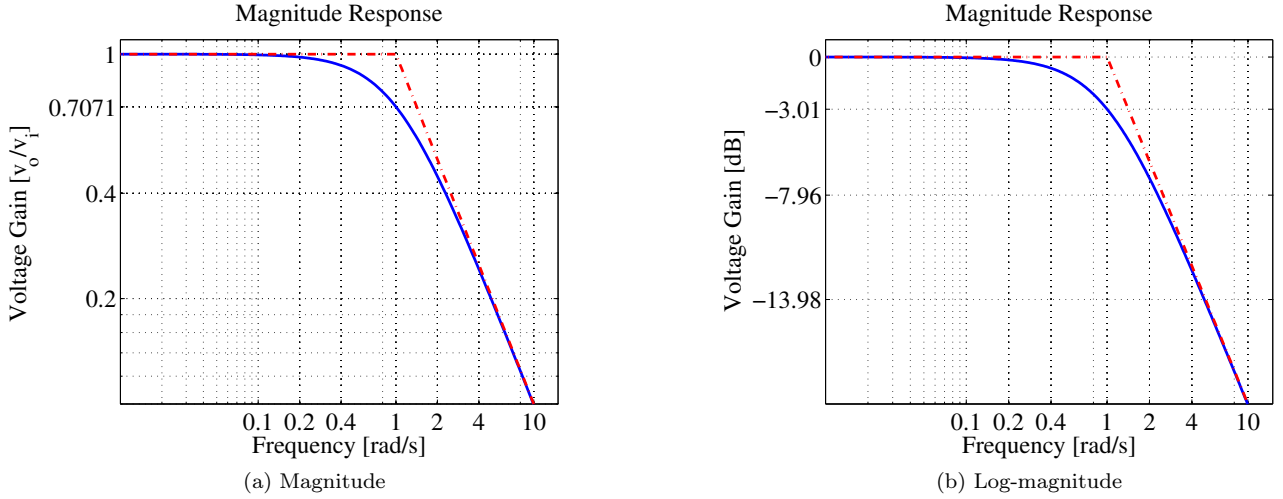 Magnitude Response
1
0.7071
0.4
0.2
Voltage Gain [v_o/v_i]
0.1 0.2 0.4 1 2 4 10
Frequency [rad/s]
(a) Magnitude
Magnitude Response
0
−3.01
−7.96
−13.98
Voltage Gain [dB]
0.1 0.2 0.4 1 2 4 10
Frequency [rad/s]
(b) Log-magnitude